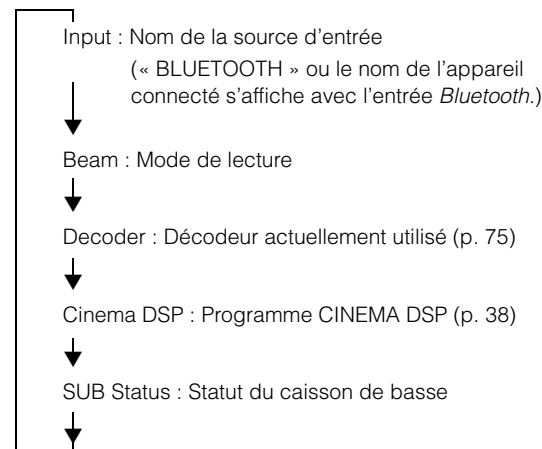 Input : Nom de la source d'entrée
(« BLUETOOTH » ou le nom de l'appareil
connecté s'affiche avec l'entrée Bluetooth.)
Beam : Mode de lecture
Decoder : Décodeur actuellement utilisé (p. 75)
Cinema DSP : Programme CINEMA DSP (p. 38)
SUB Status : Statut du caisson de basse